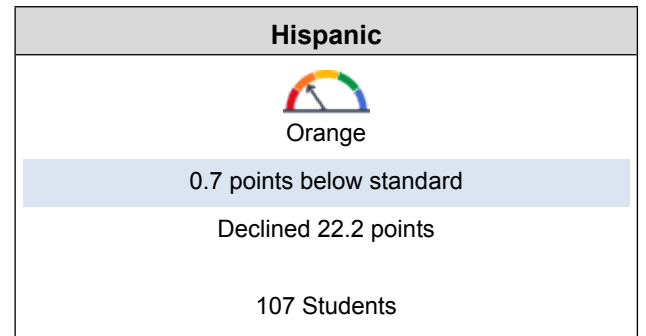 Hispanic
Orange
0.7 points below standard
Declined 22.2 points
107 Students